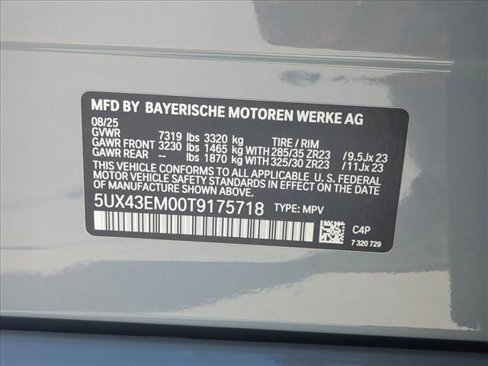 MFD BY BAYERISCHE MOTOREN WERKE AG
08/25
GVWR 7319 lbs 3320 kg TIRE / RIM
GAWR FRONT 3230 lbs 1465 kg WITH 285/35 ZR23 /9.5Jx 23
GAWR REAR -- lbs 1870 kg WITH 325/30 ZR23 /11Jx 23
THIS VEHICLE CONFORMS TO ALL APPLICABLE U.S. FEDERAL
MOTOR VEHICLE SAFETY AND THEFT PREVENTION STANDARDS
IN EFFECT ON THE DATE OF MANUFACTURE SHOWN ABOVE.
5UX43EM00T9175718 TYPE: MPV
C4P
7 320 729